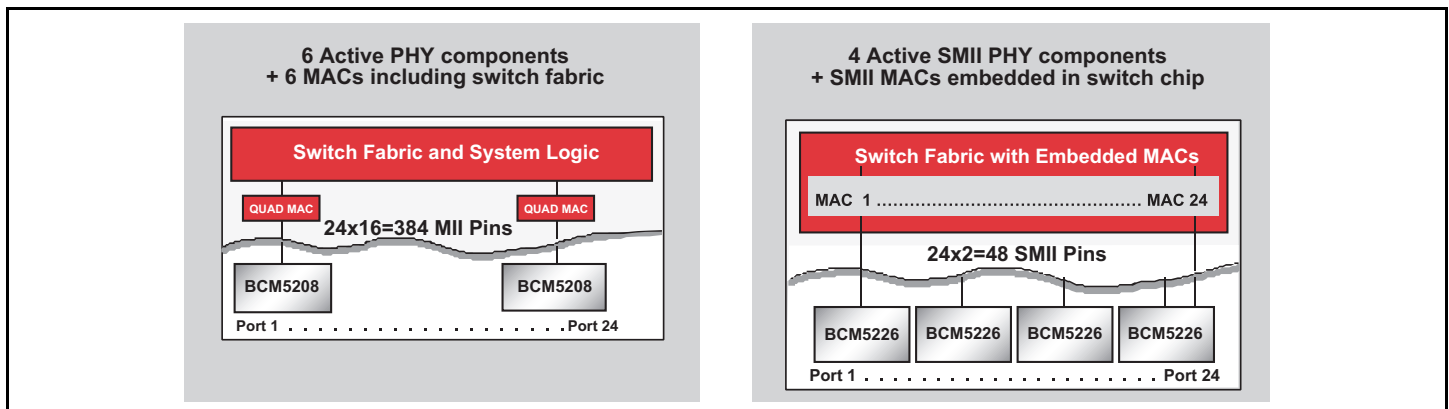 6 Active PHY components
+ 6 MACs including switch fabric
Switch Fabric and System Logic
QUAD MAC
QUAD MAC
24x16=384 MII Pins
BCM5208
BCM5208
Port 1 . . . . . . . . . . . . . . . . . . . . Port 24
4 Active SMII PHY components
+ SMII MACs embedded in switch chip
Switch Fabric with Embedded MACs
MAC 1 ................................................ MAC 24
24x2=48 SMII Pins
BCM5226
BCM5226
BCM5226
BCM5226
Port 1 . . . . . . . . . . . . . . . . . . . . . Port 24